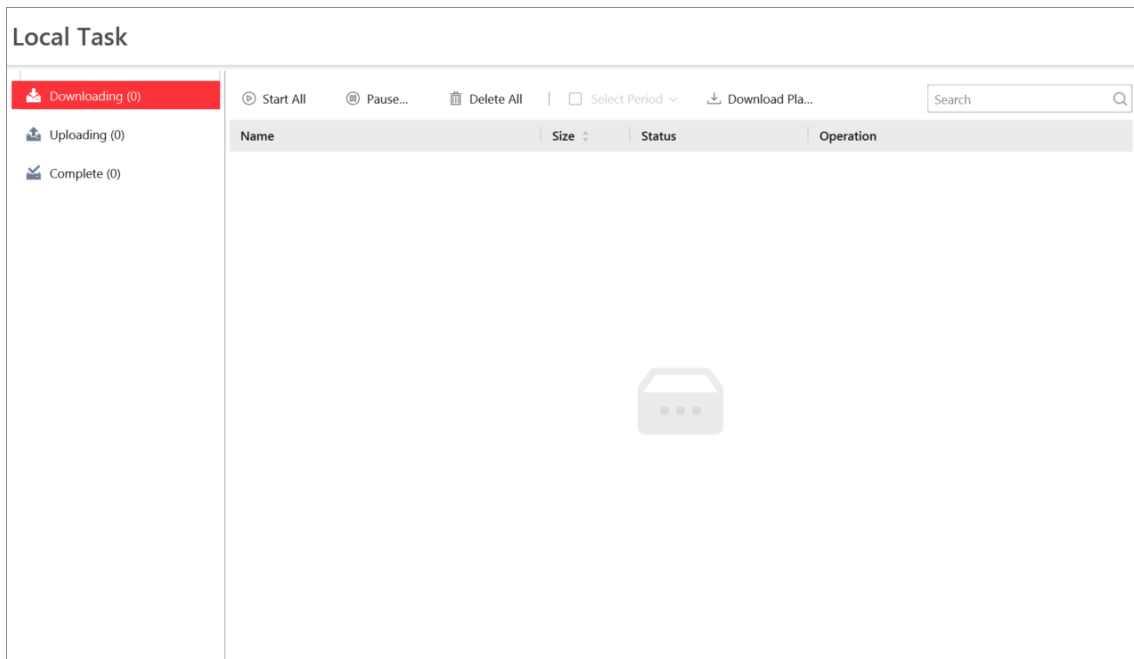 Local Task
Downloading (0)
Uploading (0)
Complete (0)
Start All Pause... Delete All Select Period Download Pla... Search
Name Size Status Operation